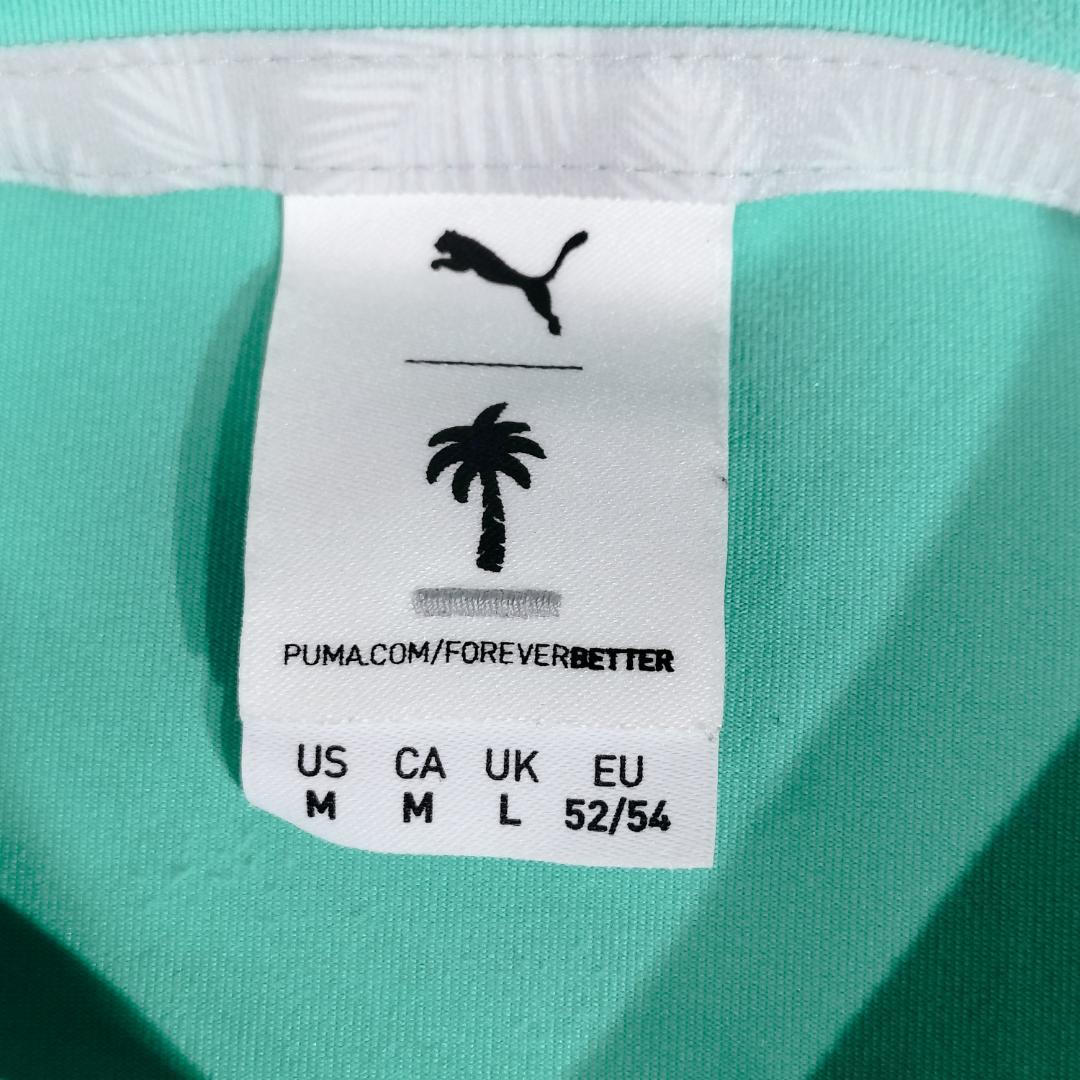 PUMA.COM/FOREVERBETTER
US CA UK EU
M M L 52/54